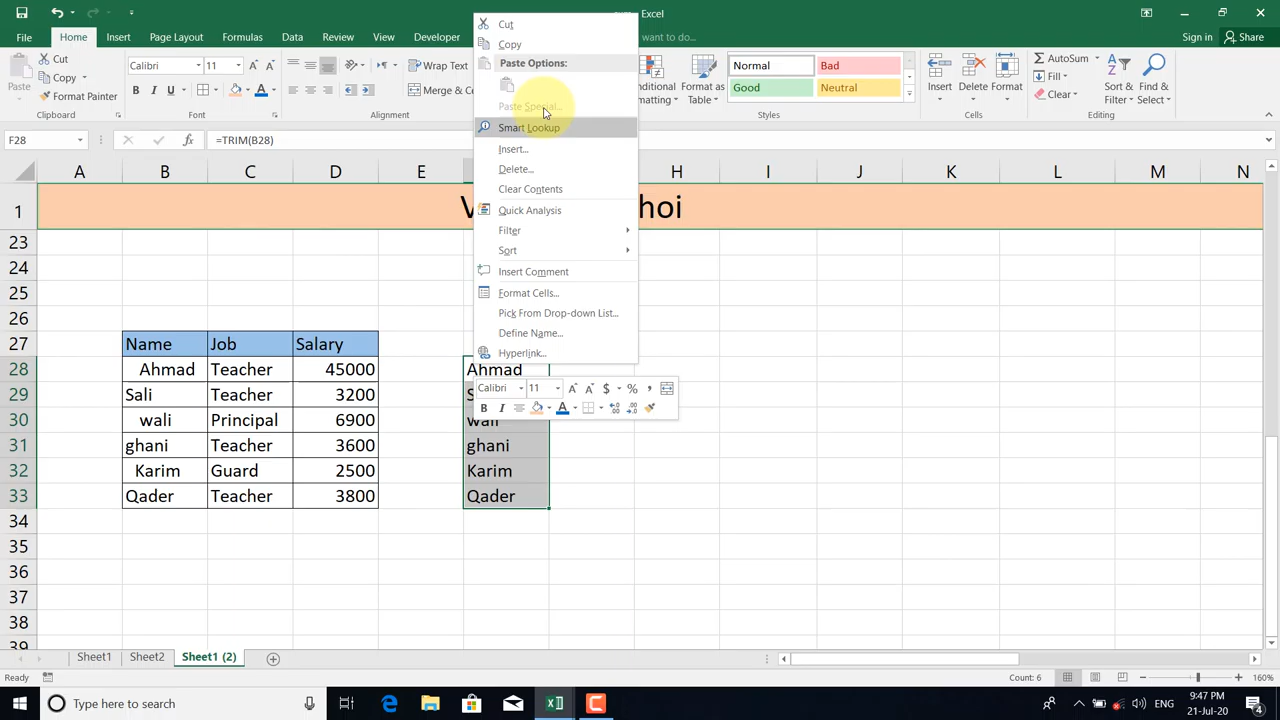 Excel
Sign in
Share
File
Home
Insert
Page Layout
Formulas
Data
Review
View
Developer
want to do...
Cut
Copy
Format Painter
Paste
Clipboard
Calibri
11
B I U
Font
Wrap Text
Merge & C
Alignment
Conditional Formatting
Format as Table
Normal
Bad
Good
Neutral
Styles
Insert
Delete
Format
Cells
AutoSum
Fill
Clear
Sort & Filter
Find & Select
Editing
F28
=TRIM(B28)
A B C D E H I J K L M N
1
hoi
23
24
25
26
27 Name Job Salary
28 Ahmad Teacher 45000 Ahmad
29 Sali Teacher 3200
30 wali Principal 6900 wali
31 ghani Teacher 3600 ghani
32 Karim Guard 2500 Karim
33 Qader Teacher 3800 Qader
34
35
36
37
38
39
Cut
Copy
Paste Options:
Paste Special...
Smart Lookup
Insert...
Delete...
Clear Contents
Quick Analysis
Filter
Sort
Insert Comment
Format Cells...
Pick From Drop-down List...
Define Name...
Hyperlink...
Calibri 11 $ % ,
B I
Sheet1
Sheet2
Sheet1 (2)
Ready
Count: 6
160%
Type here to search
ENG
9:47 PM
21-Jul-20
4